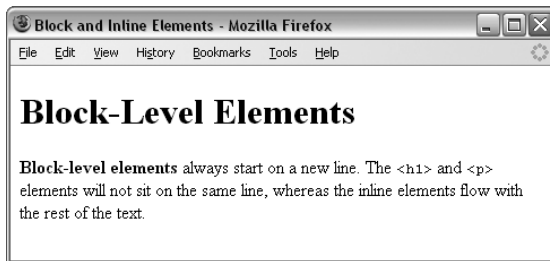 Block and Inline Elements - Mozilla Firefox
File Edit View History Bookmarks Tools Help
Block-Level Elements
Block-level elements always start on a new line. The <h1> and <p>
elements will not sit on the same line, whereas the inline elements flow with
the rest of the text.